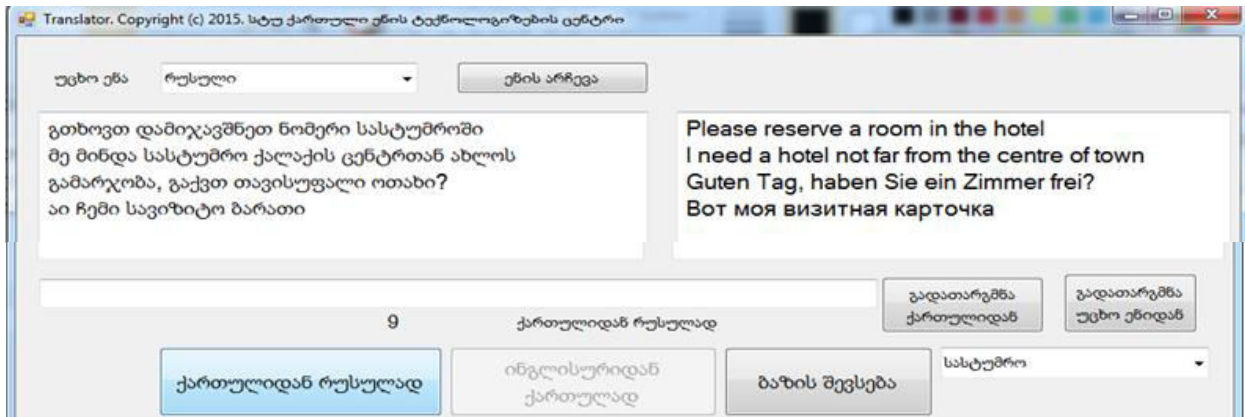 Translator. Copyright (c) 2015. სტუ ქართული ენის ტექნოლოგიზების ცენტრი
უცხო ენა
რუსული
ენის არჩევა
გთხოვთ დამიჯავშნეთ ნომერი სასტუმროში
მე მინდა სასტუმრო ქალაქის ცენტრთან ახლოს
გამარჯობა, გაქვთ თავისუფალი ოთახი?
აი ჩემი სავიზიტო ბარათი
Please reserve a room in the hotel
I need a hotel not far from the centre of town
Guten Tag, haben Sie ein Zimmer frei?
Вот моя визитная карточка
9
ქართულიდან რუსულად
გადათარგმნა
ქართულიდან
გადათარგმნა
უცხო ენიდან
ქართულიდან რუსულად
ინგლისურიდან
ქართულად
ბაზის შევსება
სასტუმრო